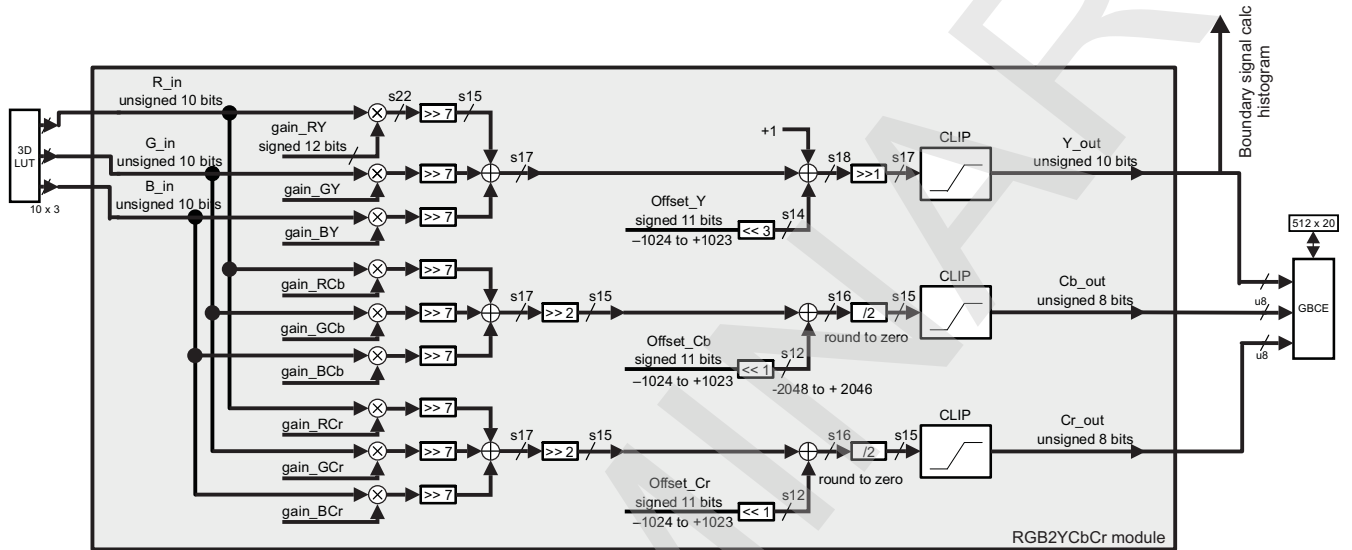 Boundary signal calc
histogram
R_in
unsigned 10 bits
s22
>> 7
s15
gain_RY
signed 12 bits
3D
LUT
10 x 3
G_in
unsigned 10 bits
>> 7
gain_GY
s17
B_in
unsigned 10 bits
>> 7
gain_BY
+1
s18
>>1
s17
CLIP
Y_out
unsigned 10 bits
Offset_Y
signed 11 bits
–1024 to +1023
<< 3
s14
>> 7
gain_RCb
>> 7
gain_GCb
>> 7
gain_BCb
s17
>> 2
s15
s16
/2
s15
round to zero
CLIP
Cb_out
unsigned 8 bits
Offset_Cb
signed 11 bits
–1024 to +1023
<< 1
s12
-2048 to + 2046
512 x 20
GBCE
u8
u8
>> 7
gain_RCr
>> 7
gain_GCr
>> 7
gain_BCr
s17
>> 2
s15
s16
/2
s15
round to zero
CLIP
Cr_out
unsigned 8 bits
Offset_Cr
signed 11 bits
–1024 to +1023
<< 1
s12
RGB2YCbCr module